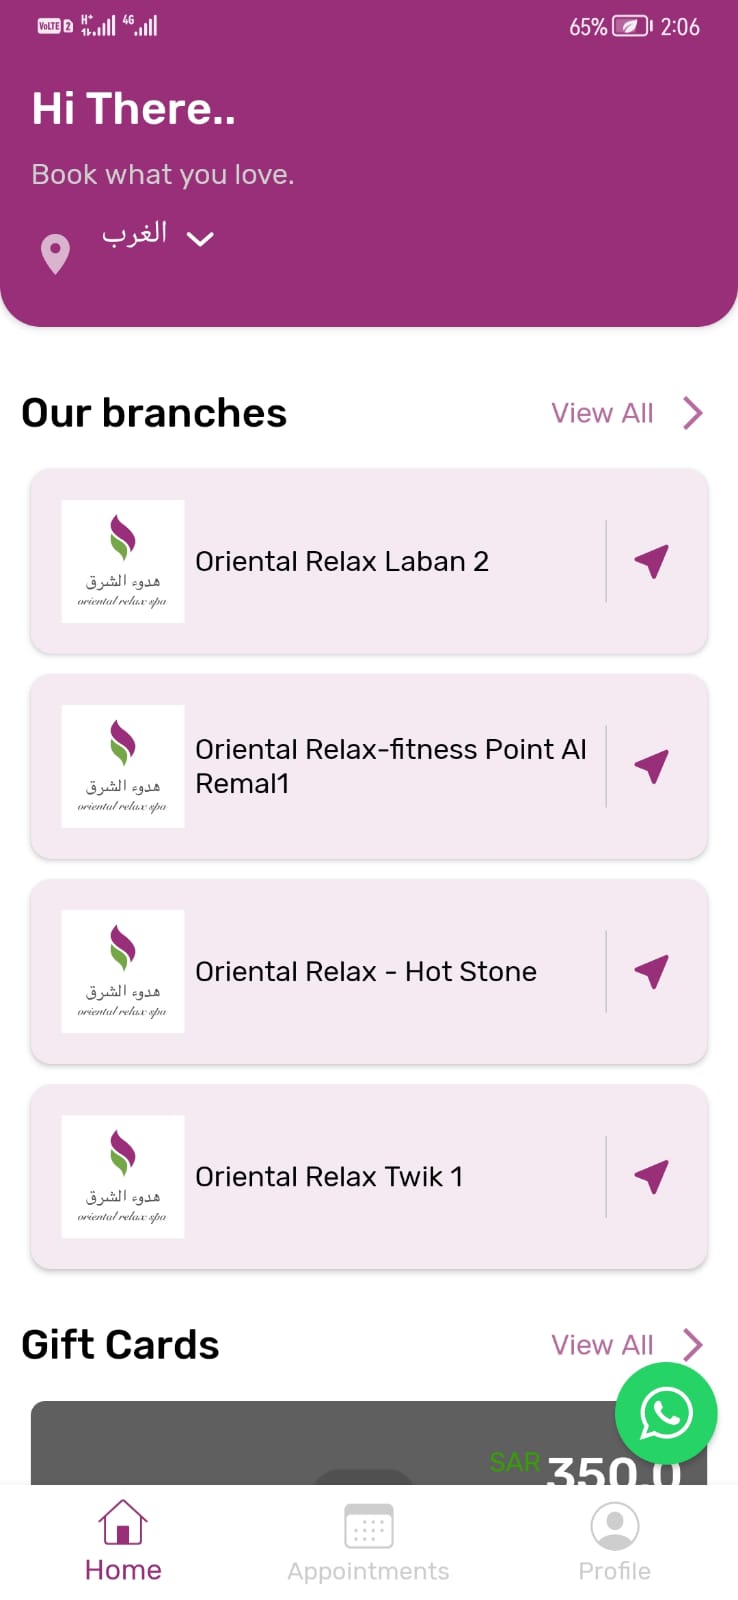 VoLTE 2 H+ 4G 65% 2:06
Hi There..
Book what you love.
الغرب
Our branches
View All
هدوء الشرق
oriental relax spa
Oriental Relax Laban 2
هدوء الشرق
oriental relax spa
Oriental Relax-fitness Point Al
Remal1
هدوء الشرق
oriental relax spa
Oriental Relax - Hot Stone
هدوء الشرق
oriental relax spa
Oriental Relax Twik 1
Gift Cards
View All
SAR 350.0
Home
Appointments
Profile